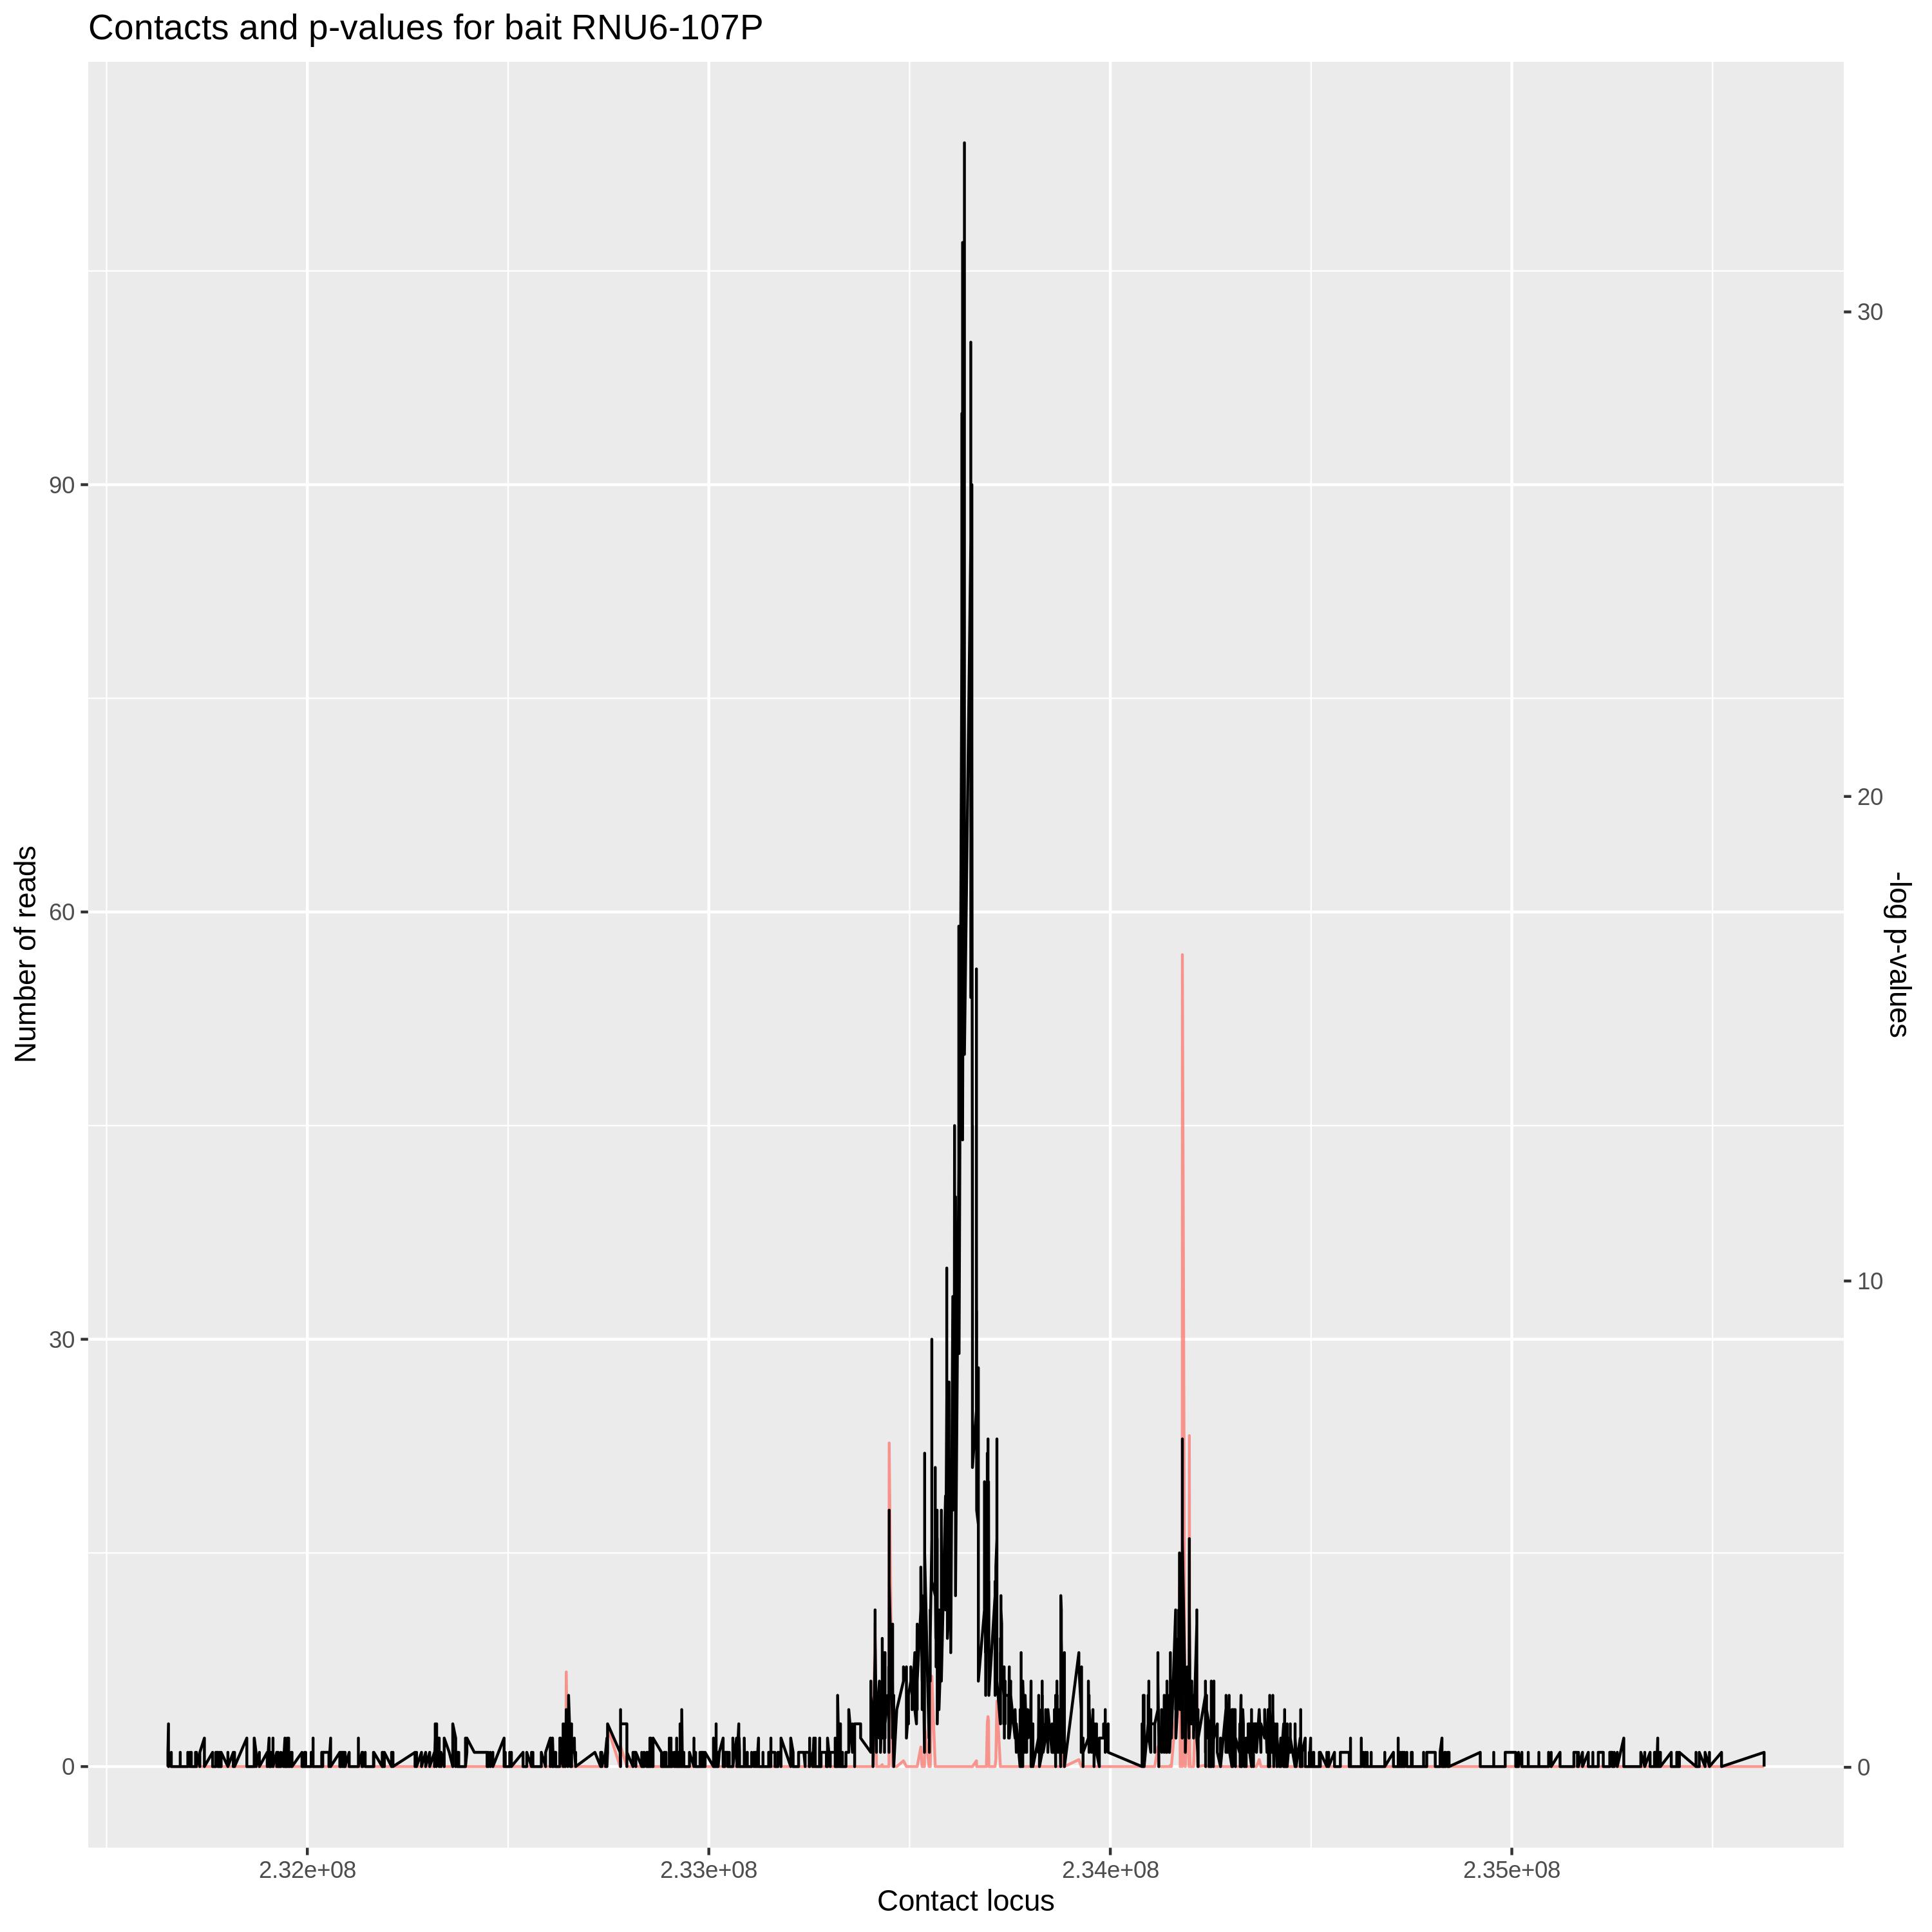 Contacts and p-values for bait RNU6-107P
Number of reads
90
60
30
0
30
20
10
0
-log p-values
2.32e+08
2.33e+08
2.34e+08
2.35e+08
Contact locus